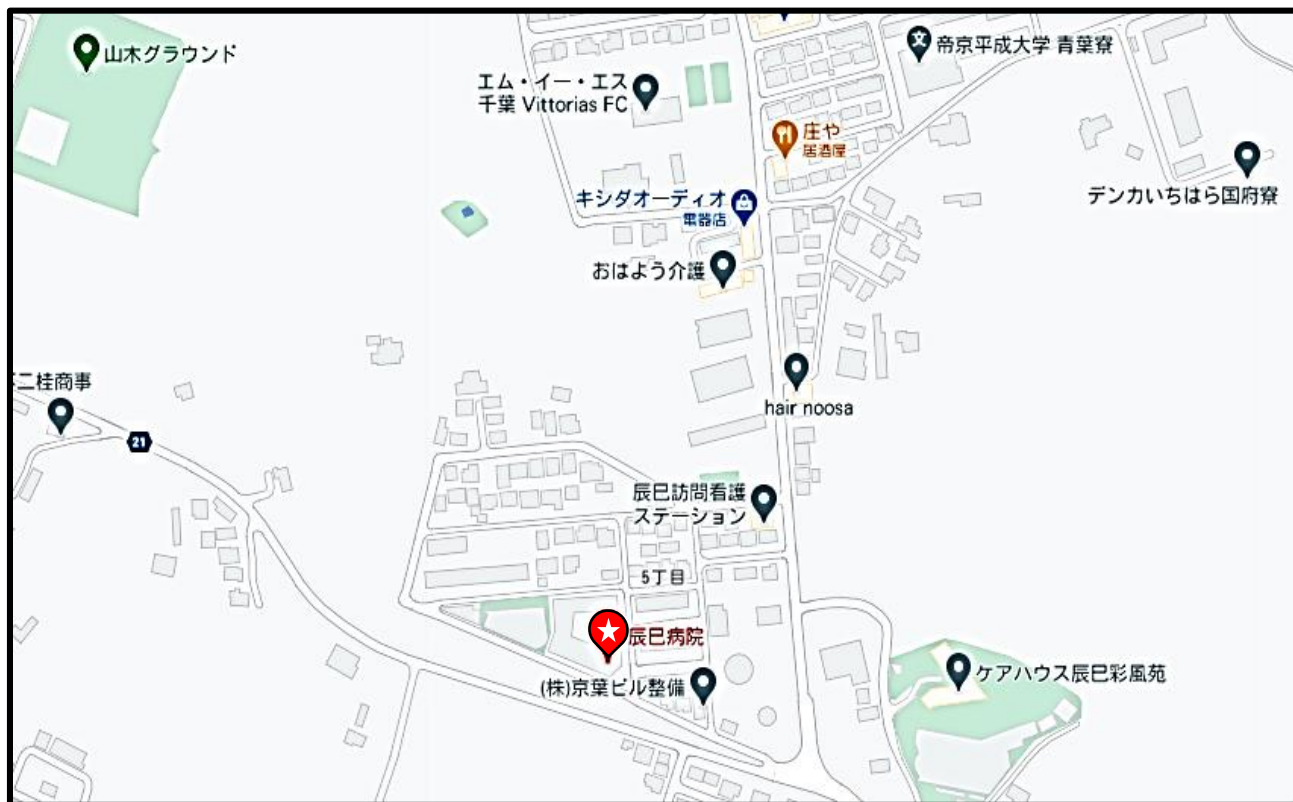 山木グラウンド
エム・イー・エス
千葉 Vittorias FC
文
帝京平成大学 青葉寮
庄や
居酒屋
デンカいちはら国府寮
キシダオーディオ
電器店
おはよう介護
二桂商事
21
hair noosa
辰巳訪問看護
ステーション
5丁目
辰巳病院
(株)京葉ビル整備
ケアハウス辰巳彩風苑